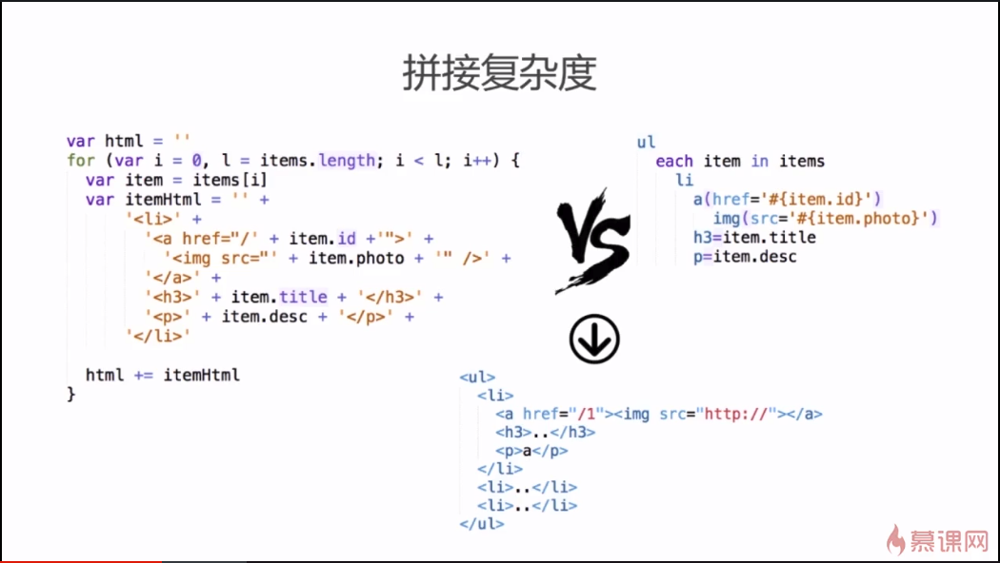 拼接复杂度
var html = ''
for (var i = 0, l = items.length; i < l; i++) {
  var item = items[i]
  var itemHtml = '' +
      '<li>' +
        '<a href="/' + item.id +'">' +
          '<img src="' + item.photo + '" />' +
        '</a>' +
        '<h3>' + item.title + '</h3>' +
        '<p>' + item.desc + '</p>' +
      '</li>'
  html += itemHtml
}
VS
ul
  each item in items
    li
      a(href='#{item.id}')
        img(src='#{item.photo}')
      h3=item.title
      p=item.desc
<ul>
  <li>
    <a href="/1"><img src="http://"></a>
    <h3>..</h3>
    <p>a</p>
  </li>
  <li>..</li>
  <li>..</li>
</ul>
慕课网